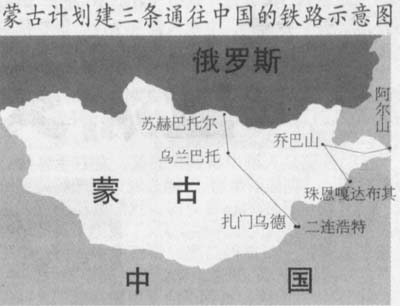 蒙古计划建三条通往中国的铁路示意图
俄罗斯
阿尔山
苏赫巴托尔
乔巴山
乌兰巴托
蒙古
珠恩嘎达布其
扎门乌德
二连浩特
中国